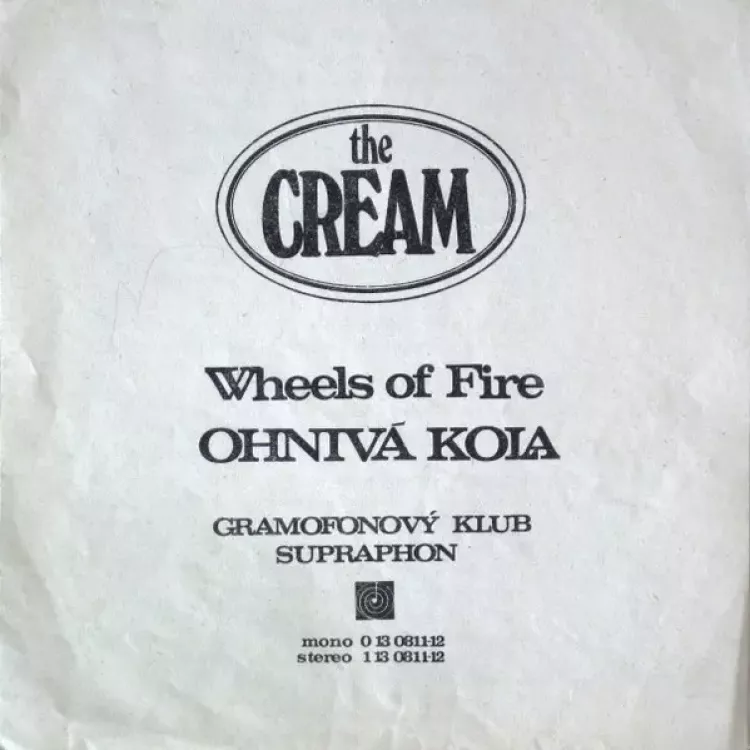 the
CREAM
Wheels of Fire
OHNIVÁ KOLA
GRAMOFONOVÝ KLUB
SUPRAPHON
mono 0 13 0811-12
stereo 1 13 0811-12